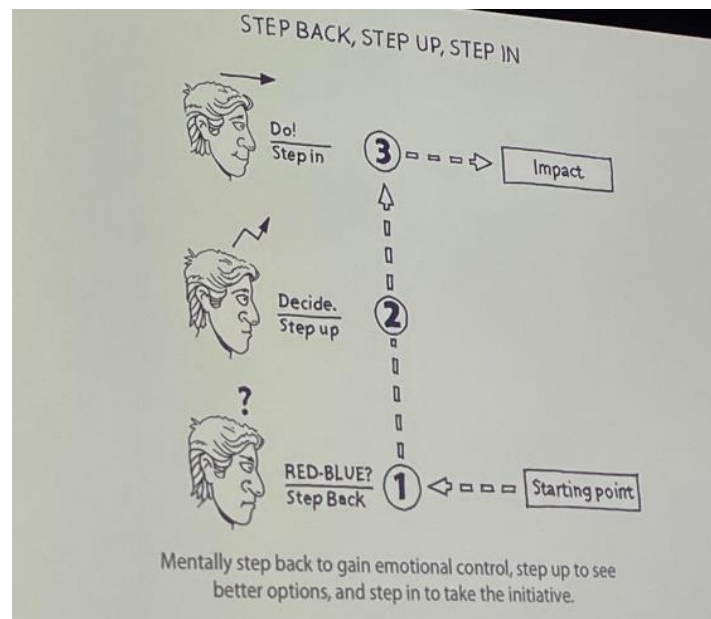 STEP BACK, STEP UP, STEP IN
Do!
Step in
3
Impact
Decide.
Step up
2
?
RED-BLUE?
Step Back
1
Starting point
Mentally step back to gain emotional control, step up to see
better options, and step in to take the initiative.